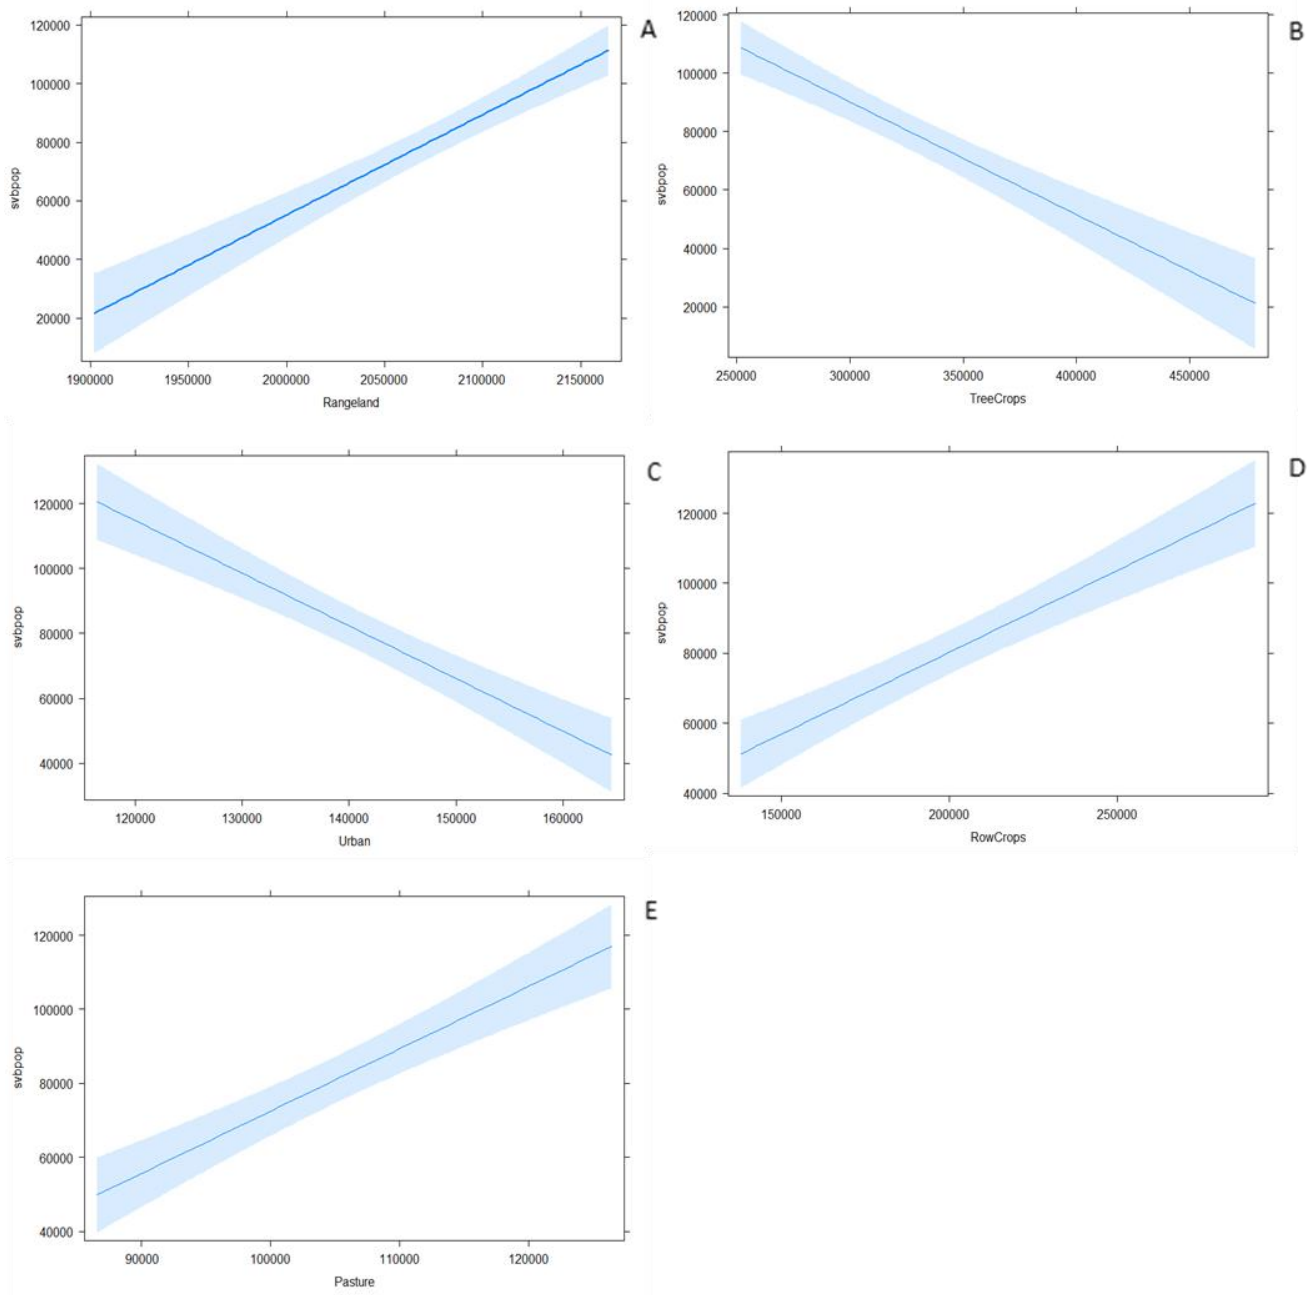 A
120000
100000
80000
60000
40000
20000
svbpop
1900000 1950000 2000000 2050000 2100000 2150000
Rangeland
B
120000
100000
80000
60000
40000
20000
svbpop
250000 300000 350000 400000 450000
TreeCrops
C
120000
100000
80000
60000
40000
svbpop
120000 130000 140000 150000 160000
Urban
D
120000
100000
80000
60000
40000
svbpop
150000 200000 250000
RowCrops
E
120000
100000
80000
60000
40000
svbpop
90000 100000 110000 120000
Pasture